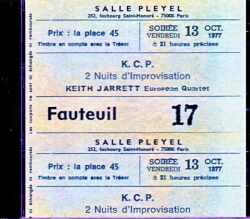 SALLE PLEYEL
252, faubourg Saint-Honoré - 75008 Paris
Prix : la place 45
Timbre en compte avec le Trésor
SOIRÉE
VENDREDI
13 OCT.
1977
à 21 heures précises
K.C.P.
2 Nuits d'Improvisation
KEITH JARRETT European Quintet
Fauteuil 17
SALLE PLEYEL
252, faubourg Saint-Honoré - 75008 Paris
Prix : la place 45
Timbre en compte avec le Trésor
SOIRÉE
VENDREDI
13 OCT.
1977
à 21 heures précises
K.C.P.
2 Nuits d'Improvisation